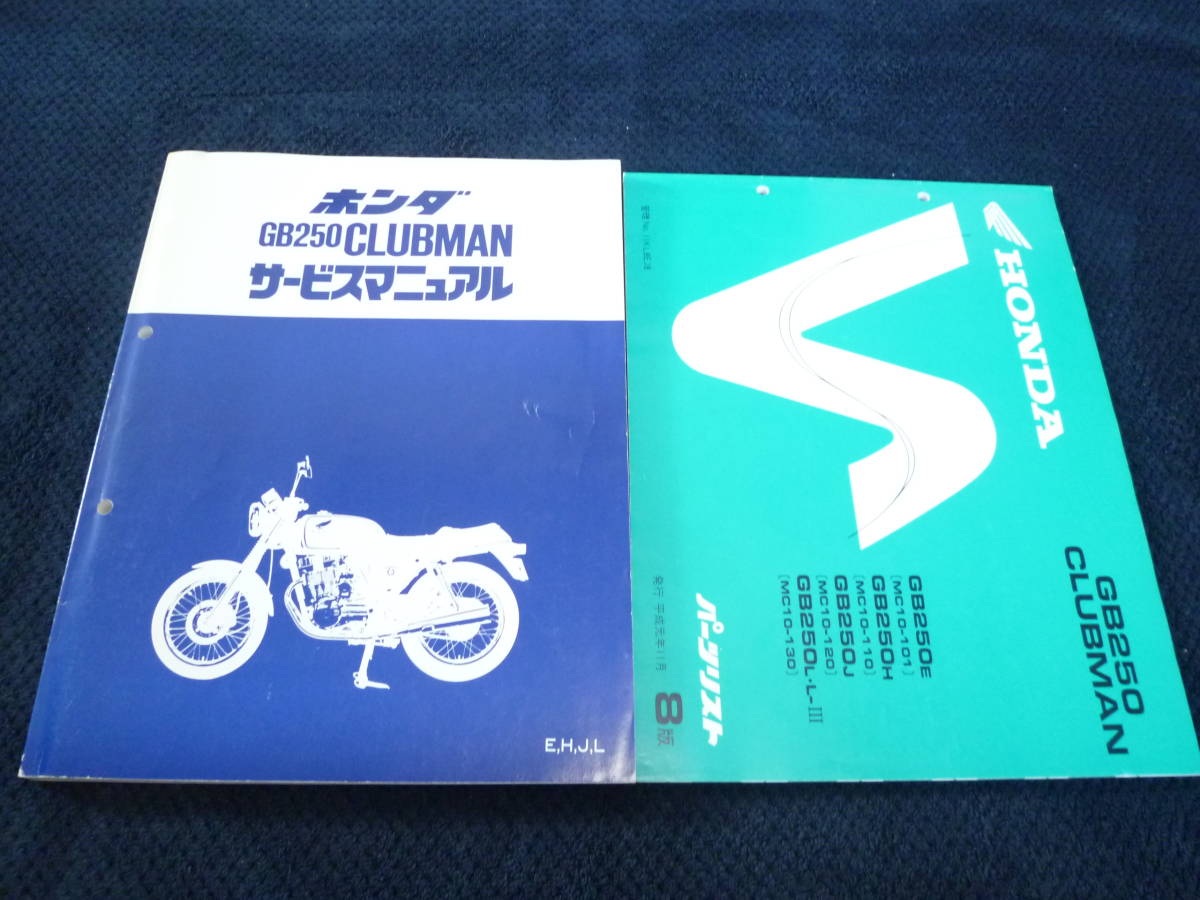 ホンダ
GB250 CLUBMAN
サービスマニュアル
E,H,J,L
HONDA
GB250
CLUBMAN
GB250E
(MC10-101)
GB250H
(MC10-110)
GB250J
(MC10-120)
GB250L・L-III
(MC10-130)
パーツリスト
発行 平成元年11月
8版